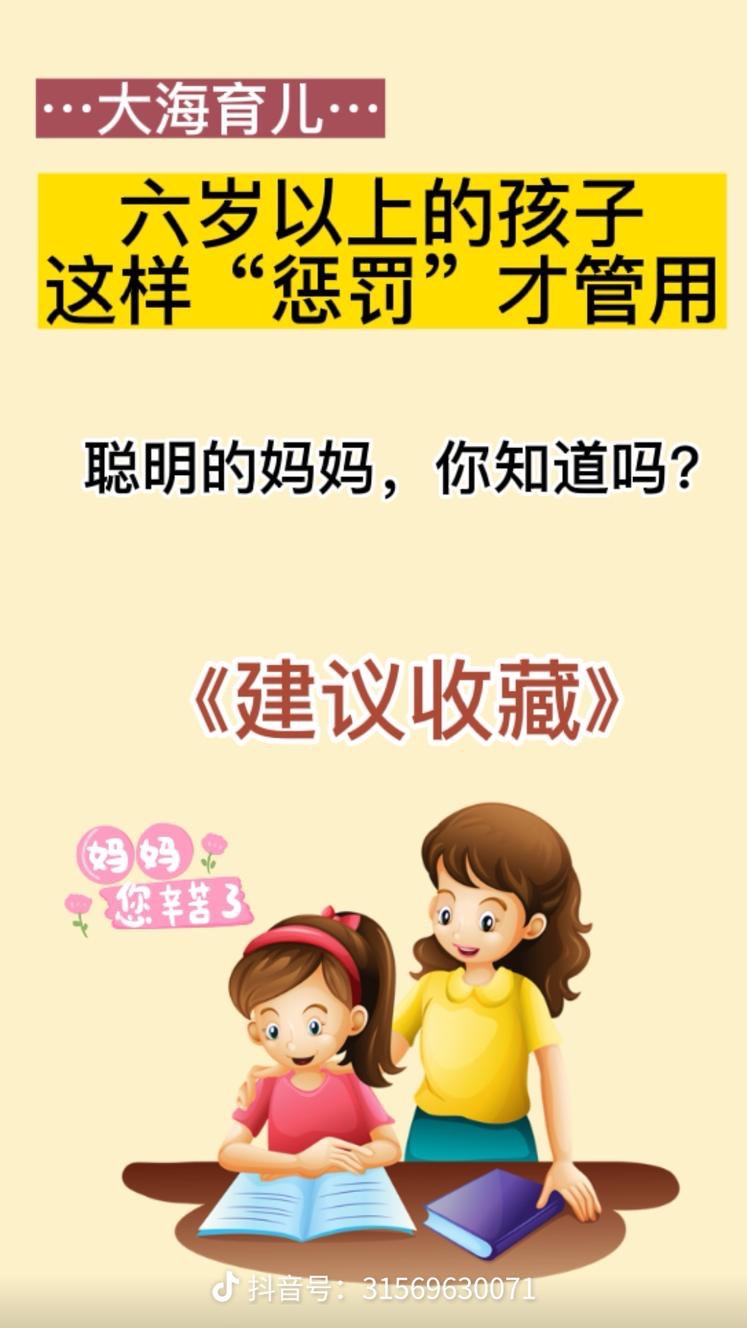 …大海育儿…
六岁以上的孩子
这样“惩罚”才管用
聪明的妈妈，你知道吗?
《建议收藏》
妈妈
您辛苦了
抖音号：31569630071